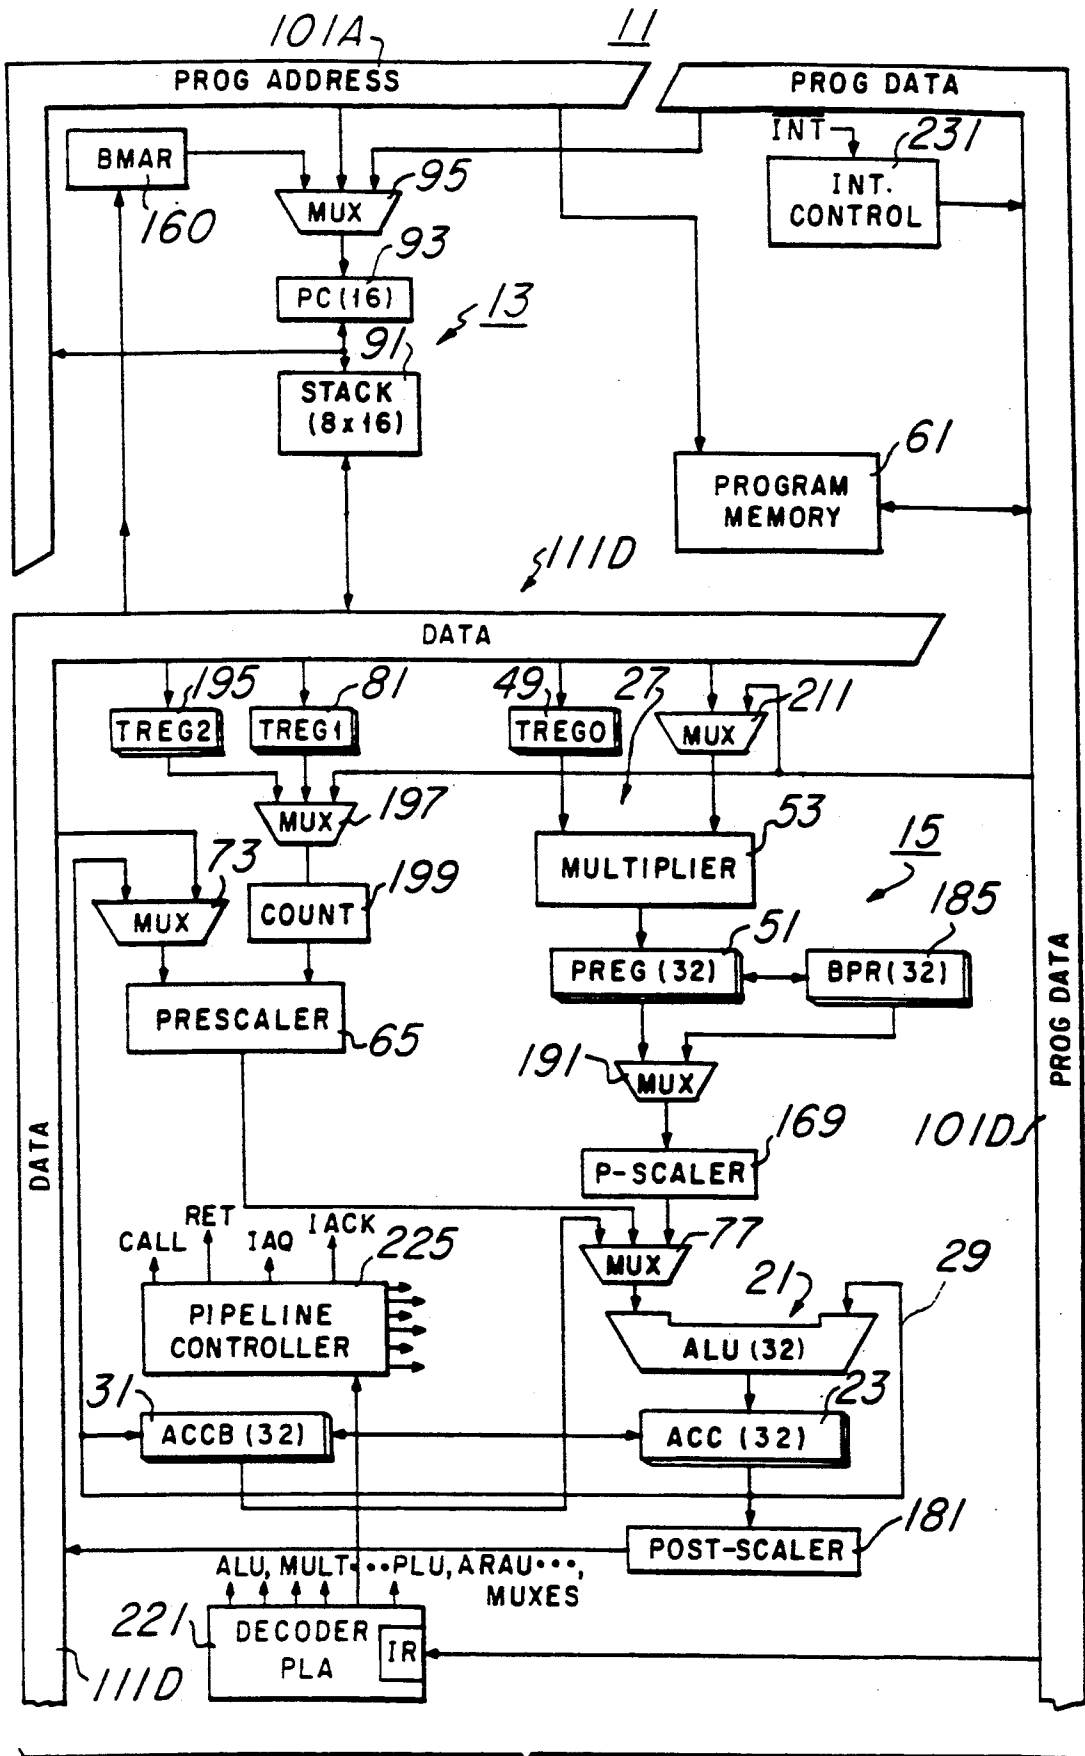 101A
11
PROG ADDRESS
PROG DATA
INT
231
BMAR
160
MUX
95
INT.
CONTROL
PC(16)
93
13
STACK
(8x16)
91
PROGRAM
MEMORY
61
111D
DATA
195
81
49
27
211
TREG2
TREG1
TREG0
MUX
MUX
197
73
MUX
199
COUNT
MULTIPLIER
53
15
185
51
PREG (32)
BPR(32)
PRESCALER
65
191
MUX
PROG DATA
101D
169
P-SCALER
DATA
CALL
RET
IAQ
IACK
225
77
MUX
PIPELINE
CONTROLLER
21
29
ALU (32)
31
ACCB (32)
23
ACC (32)
181
POST-SCALER
ALU, MULT•••PLU, ARAU•••,
MUXES
221
DECODER
PLA
IR
111D